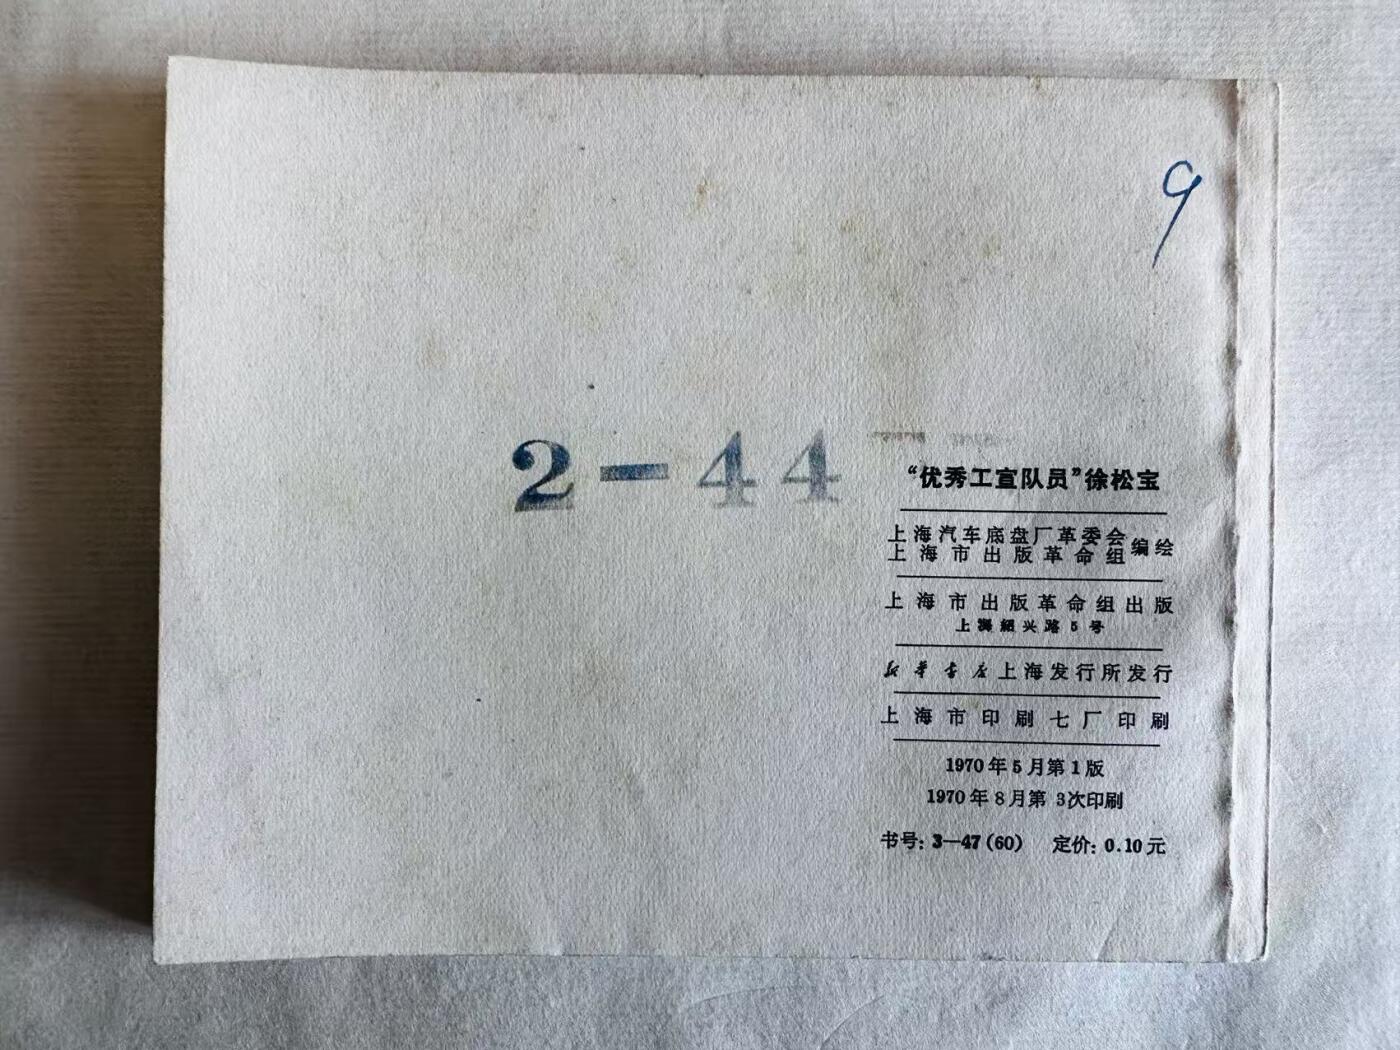 9
2-44
“优秀工宣队员”徐松宝
上海汽车底盘厂革委会
上海市出版革命组
编绘
上海市出版革命组出版
上海紹兴路5号
新华书店上海发行所发行
上海市印刷七厂印刷
1970年5月第1版
1970年8月第3次印刷
书号：3—47(60) 定价：0.10元